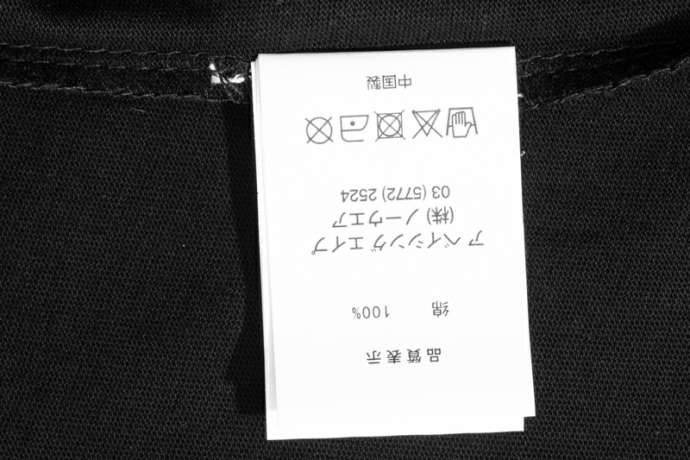 品質表示
綿 100%
ア ベイシングエイプ
(株) ノーウエア
03 (5772) 2524
中国製